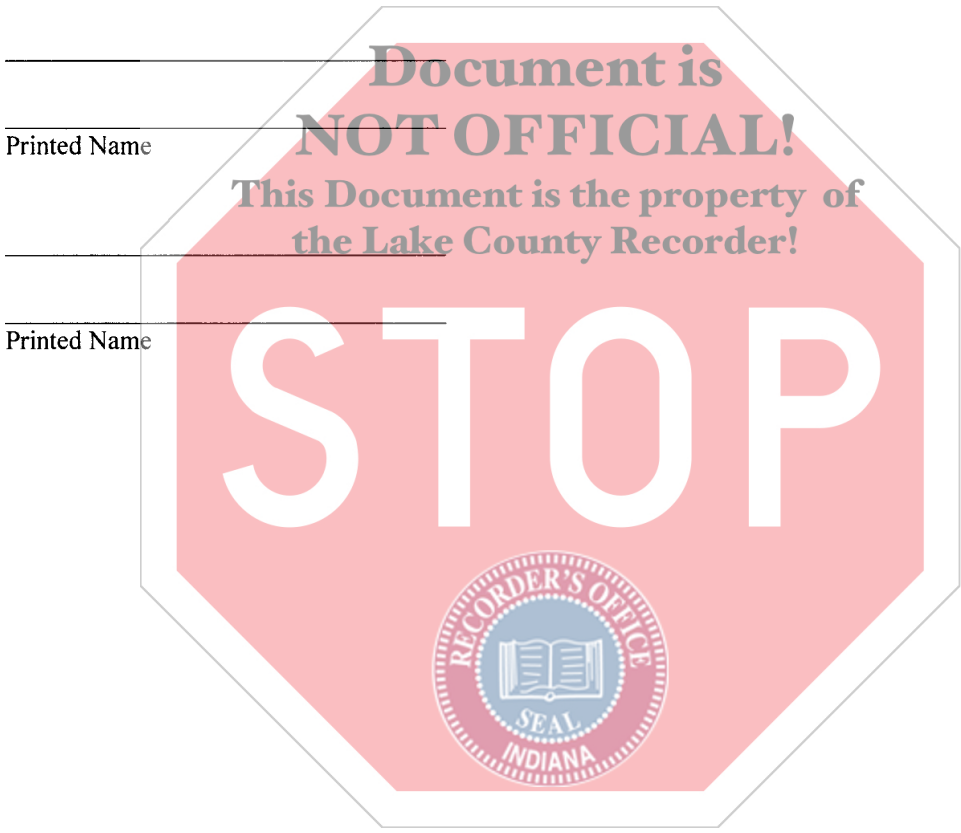 Document is
NOT OFFICIAL!
Printed Name
This Document is the property of
the Lake County Recorder!
Printed Name
STOP
RECORDER'S OFFICE
SEAL
INDIANA